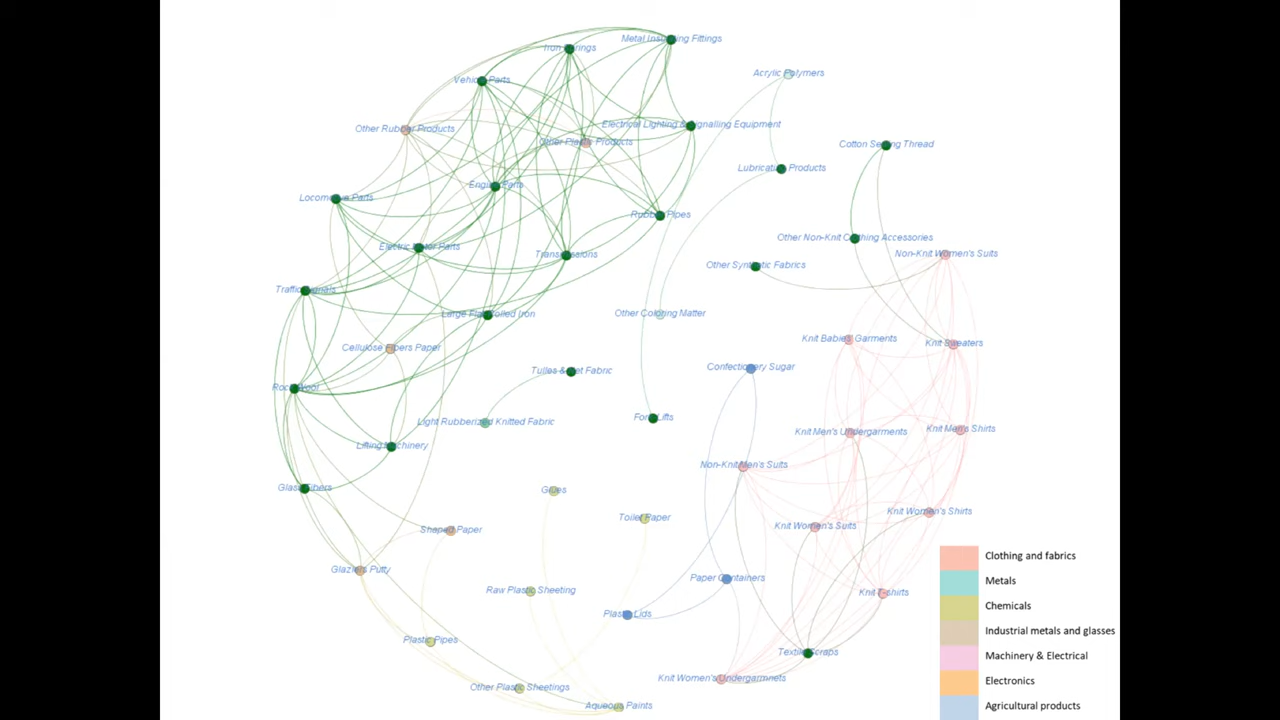 Metal Insulating Fittings
Iron Springs
Acrylic Polymers
Vehicle Parts
Electrical Lighting & Signalling Equipment
Other Rubber Products
Other Plastic Products
Cotton Sewing Thread
Lubricating Products
Engine Parts
Locomotive Parts
Rubber Pipes
Other Non-Knit Clothing Accessories
Electric Motor Parts
Transmissions
Non-Knit Women's Suits
Other Synthetic Fabrics
Traffic Signals
Large Flat-Rolled Iron
Other Coloring Matter
Knit Babies' Garments
Knit Sweaters
Cellulose Fibers Paper
Confectionery Sugar
Tulles & Net Fabric
Rock Wool
Light Rubberized Knitted Fabric
Fork-Lifts
Knit Men's Undergarments
Knit Men's Shirts
Lifting Machinery
Non-Knit Men's Suits
Glass Fibers
Glues
Toilet Paper
Knit Women's Shirts
Shaped Paper
Knit Women's Suits
Glaziers Putty
Paper Containers
Raw Plastic Sheeting
Knit T-shirts
Plastic Lids
Plastic Pipes
Textile Scraps
Knit Women's Undergarmnets
Other Plastic Sheetings
Aqueous Paints
Clothing and fabrics
Metals
Chemicals
Industrial metals and glasses
Machinery & Electrical
Electronics
Agricultural products